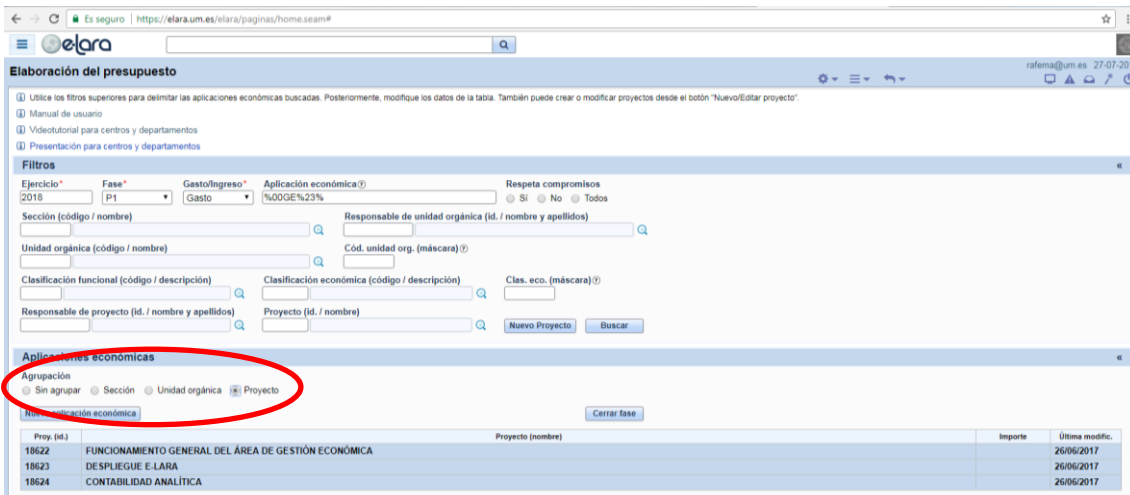 Es seguro | https://elara.um.es/elara/paginas/home.seam#
elara
rafema@um.es 27-07-20
Elaboración del presupuesto
Utilice los filtros superiores para delimitar las aplicaciones económicas buscadas. Posteriormente, modifique los datos de la tabla. También puede crear o modificar proyectos desde el botón "Nuevo/Editar proyecto".
Manual de usuario
Videotutorial para centros y departamentos
Presentación para centros y departamentos
Filtros «
Ejercicio* Fase* Gasto/Ingreso* Aplicación económica Respeta compromisos
2018 P1 Gasto %00GE%23% Sí No Todos
Sección (código / nombre) Responsable de unidad orgánica (id. / nombre y apellidos)
Unidad orgánica (código / nombre) Cód. unidad org. (máscara)
Clasificación funcional (código / descripción) Clasificación económica (código / descripción) Clas. eco. (máscara)
Responsable de proyecto (id. / nombre y apellidos) Proyecto (id. / nombre)
Nuevo Proyecto Buscar
Aplicaciones económicas «
Agrupación
Sin agrupar Sección Unidad orgánica Proyecto
aplicación económica Cerrar fase
Proy. (id.) Proyecto (nombre) Importe Última modific.
18622 FUNCIONAMIENTO GENERAL DEL ÁREA DE GESTIÓN ECONÓMICA 26/06/2017
18623 DESPLIEGUE E-LARA 26/06/2017
18624 CONTABILIDAD ANALÍTICA 26/06/2017